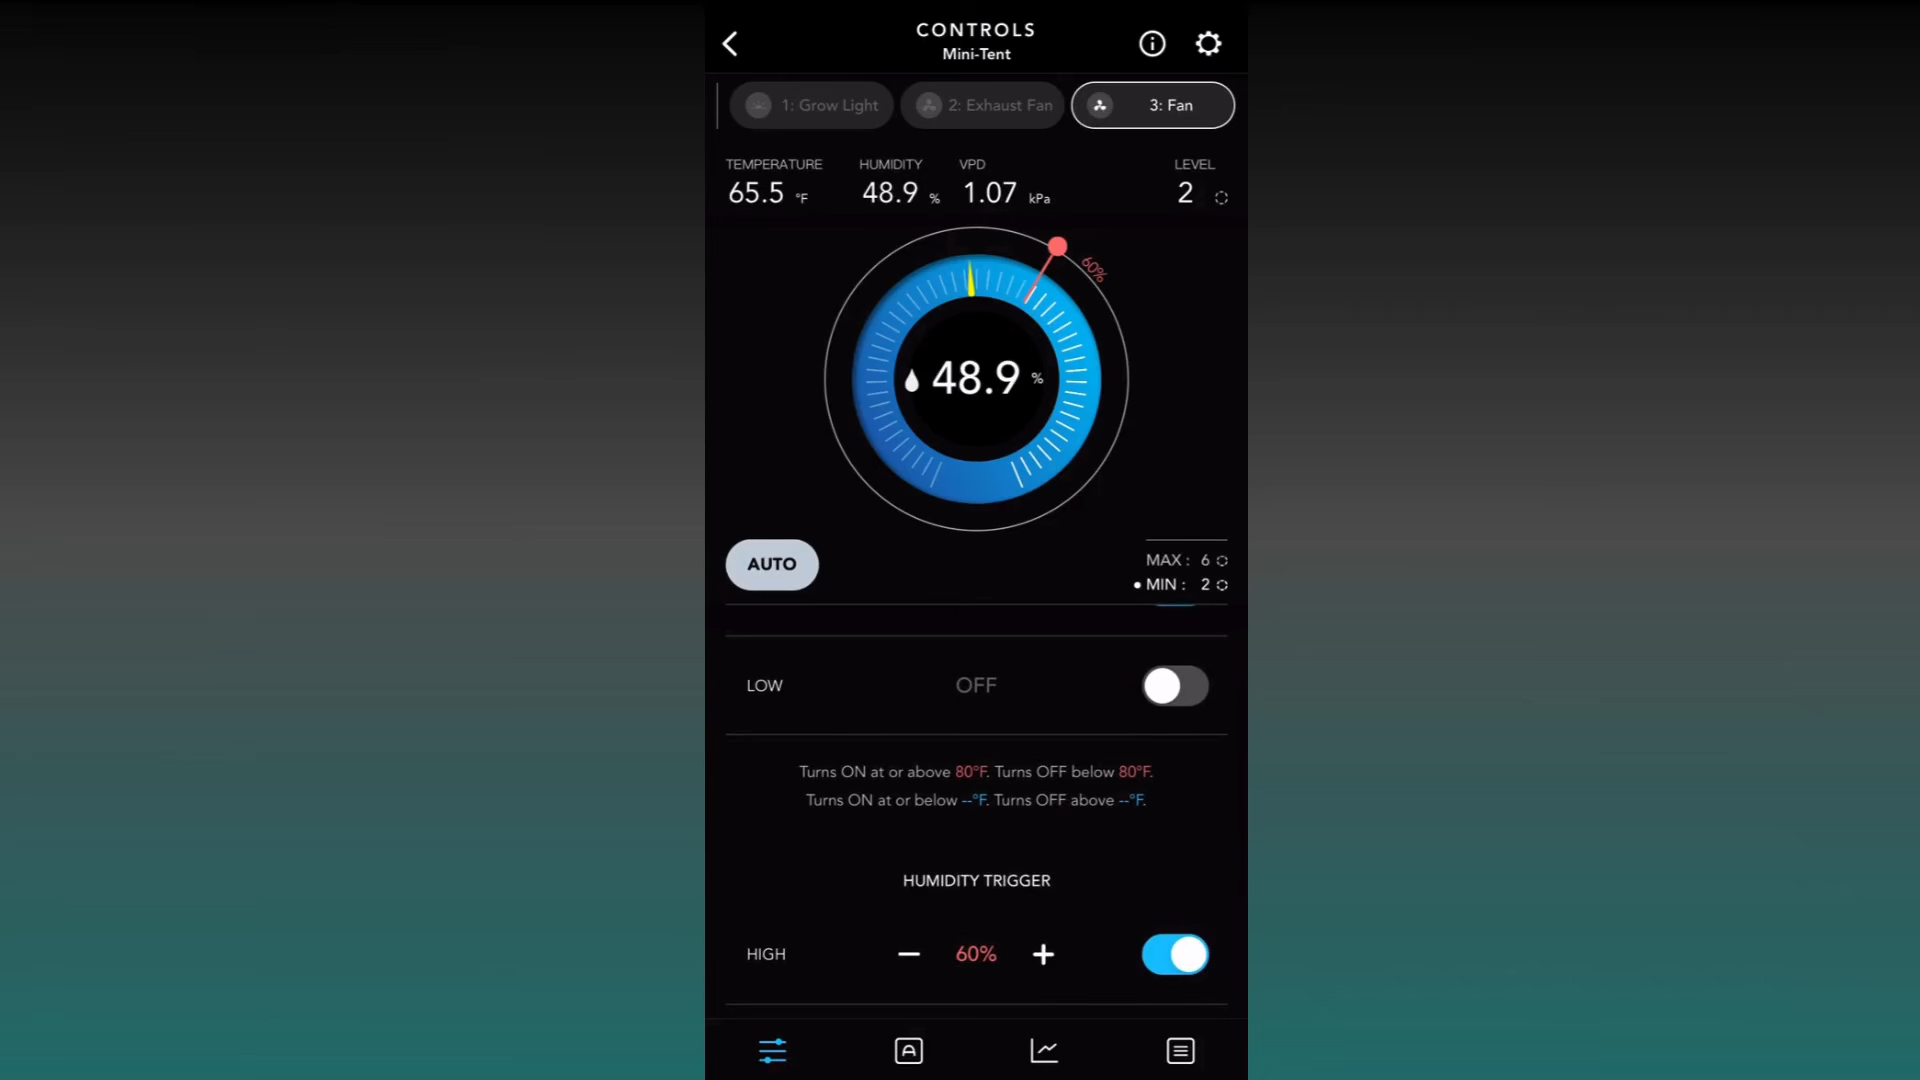 CONTROLS
Mini-Tent
1: Grow Light
2: Exhaust Fan
3: Fan
TEMPERATURE HUMIDITY VPD LEVEL
65.5 °F 48.9 % 1.07 kPa 2
60%
48.9 %
AUTO
MAX : 6
MIN : 2
LOW OFF
Turns ON at or above 80°F. Turns OFF below 80°F.
Turns ON at or below --°F. Turns OFF above --°F.
HUMIDITY TRIGGER
HIGH − 60% +